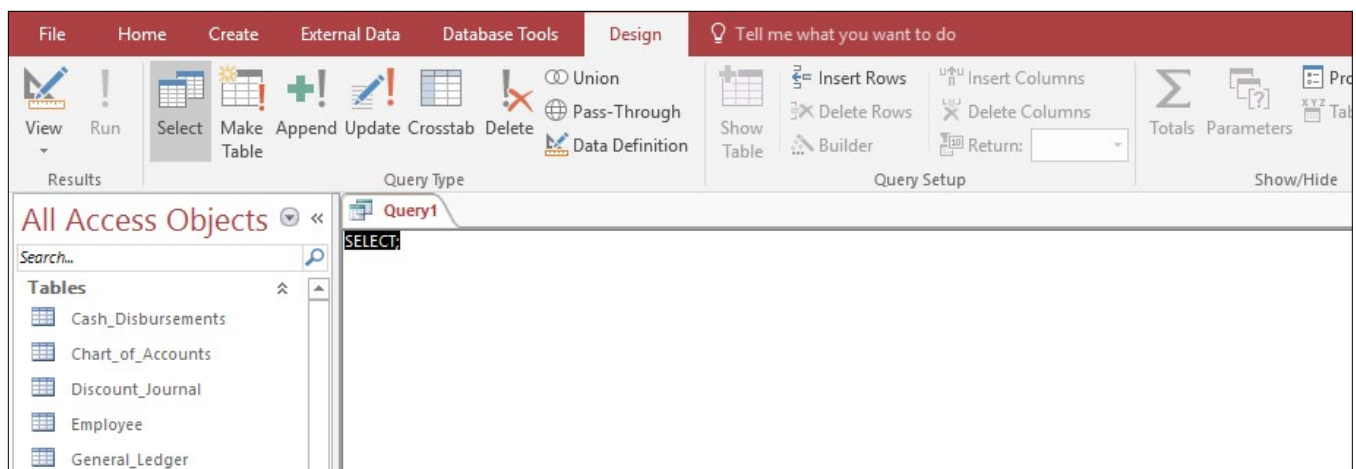 File Home Create External Data Database Tools Design Tell me what you want to do
View Run Select Make Table Append Update Crosstab Delete
Union
Pass-Through
Data Definition
Show Table
Insert Rows
Delete Rows
Builder
Insert Columns
Delete Columns
Return:
Totals Parameters
Pro
XYZ Tab
Results Query Type Query Setup Show/Hide
All Access Objects «
Query1
Search...
SELECT;
Tables
Cash_Disbursements
Chart_of_Accounts
Discount_Journal
Employee
General_Ledger